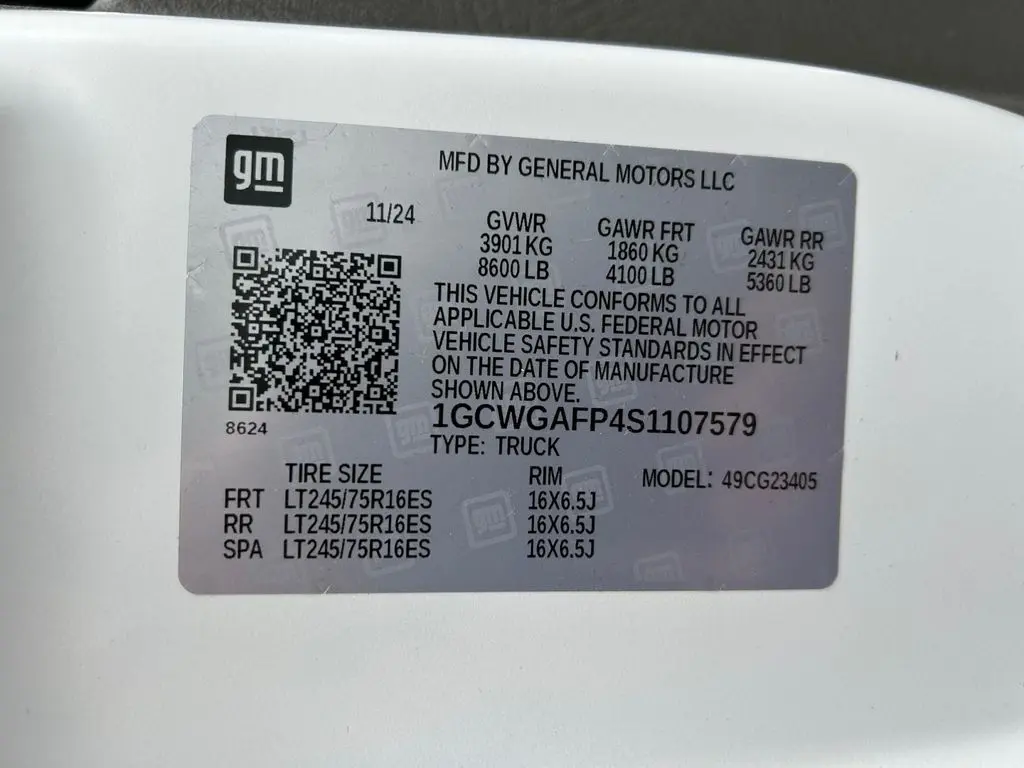 gm
MFD BY GENERAL MOTORS LLC
11/24
GVWR GAWR FRT GAWR RR
3901 KG 1860 KG 2431 KG
8600 LB 4100 LB 5360 LB
THIS VEHICLE CONFORMS TO ALL
APPLICABLE U.S. FEDERAL MOTOR
VEHICLE SAFETY STANDARDS IN EFFECT
ON THE DATE OF MANUFACTURE
SHOWN ABOVE.
8624
1GCWGAFP4S1107579
TYPE: TRUCK
TIRE SIZE RIM MODEL: 49CG23405
FRT LT245/75R16ES 16X6.5J
RR LT245/75R16ES 16X6.5J
SPA LT245/75R16ES 16X6.5J